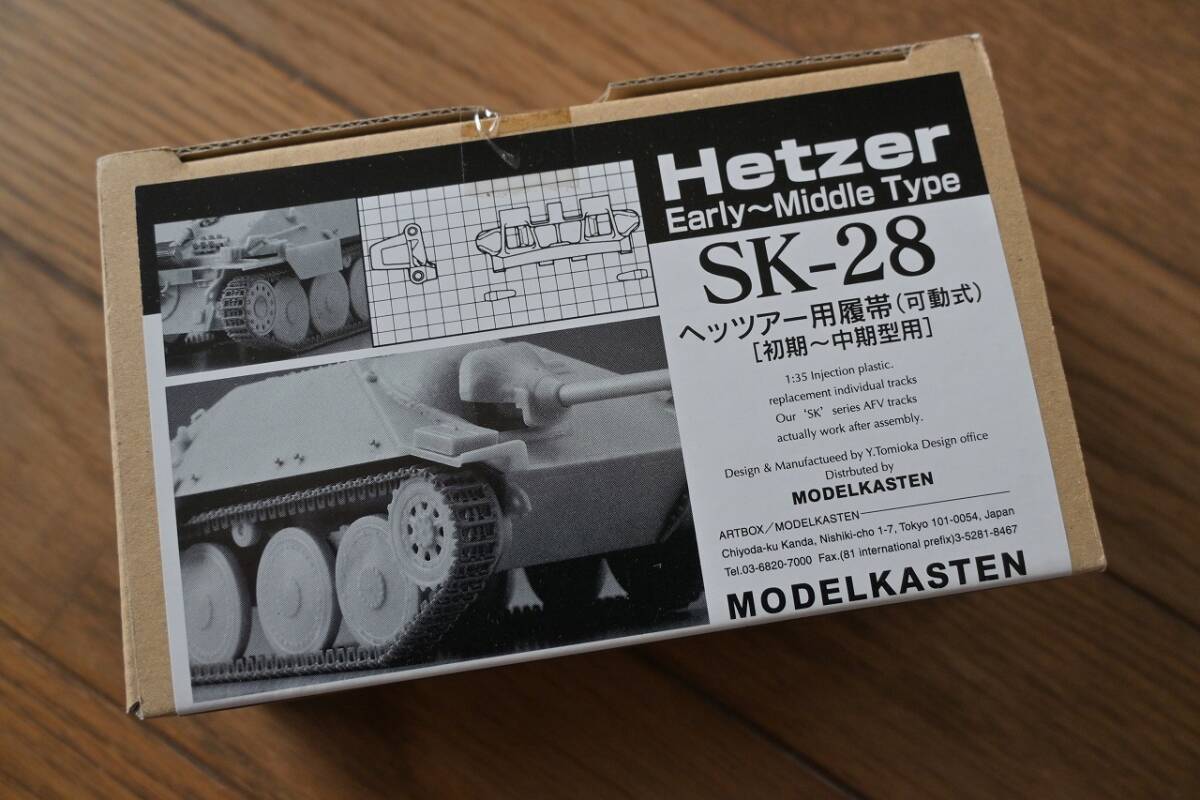 Hetzer
Early～Middle Type
SK-28
ヘッツアー用履帯(可動式)
[初期～中期型用]
1:35 Injection plastic.
replacement individual tracks
Our 'SK' series AFV tracks
actually work after assembly.
Design & Manufactueed by Y.Tomioka Design office
Distrbuted by
MODELKASTEN
ARTBOX／MODELKASTEN
Chiyoda-ku Kanda, Nishiki-cho 1-7, Tokyo 101-0054, Japan
Tel.03-6820-7000 Fax.(81 international prefix)3-5281-8467
MODELKASTEN